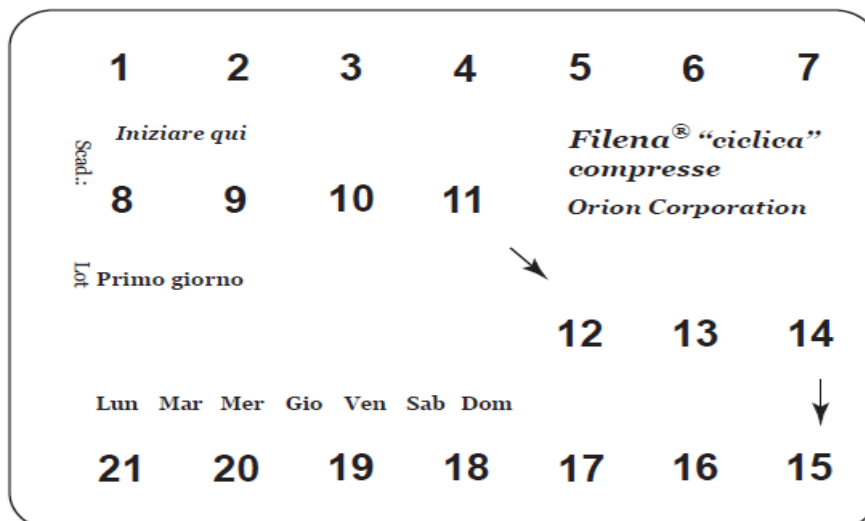 1 2 3 4 5 6 7
Iniziare qui
Filena® “ciclica”
compresse
Scad.:
8 9 10 11
Orion Corporation
Lot
Primo giorno
12 13 14
Lun Mar Mer Gio Ven Sab Dom
21 20 19 18 17 16 15